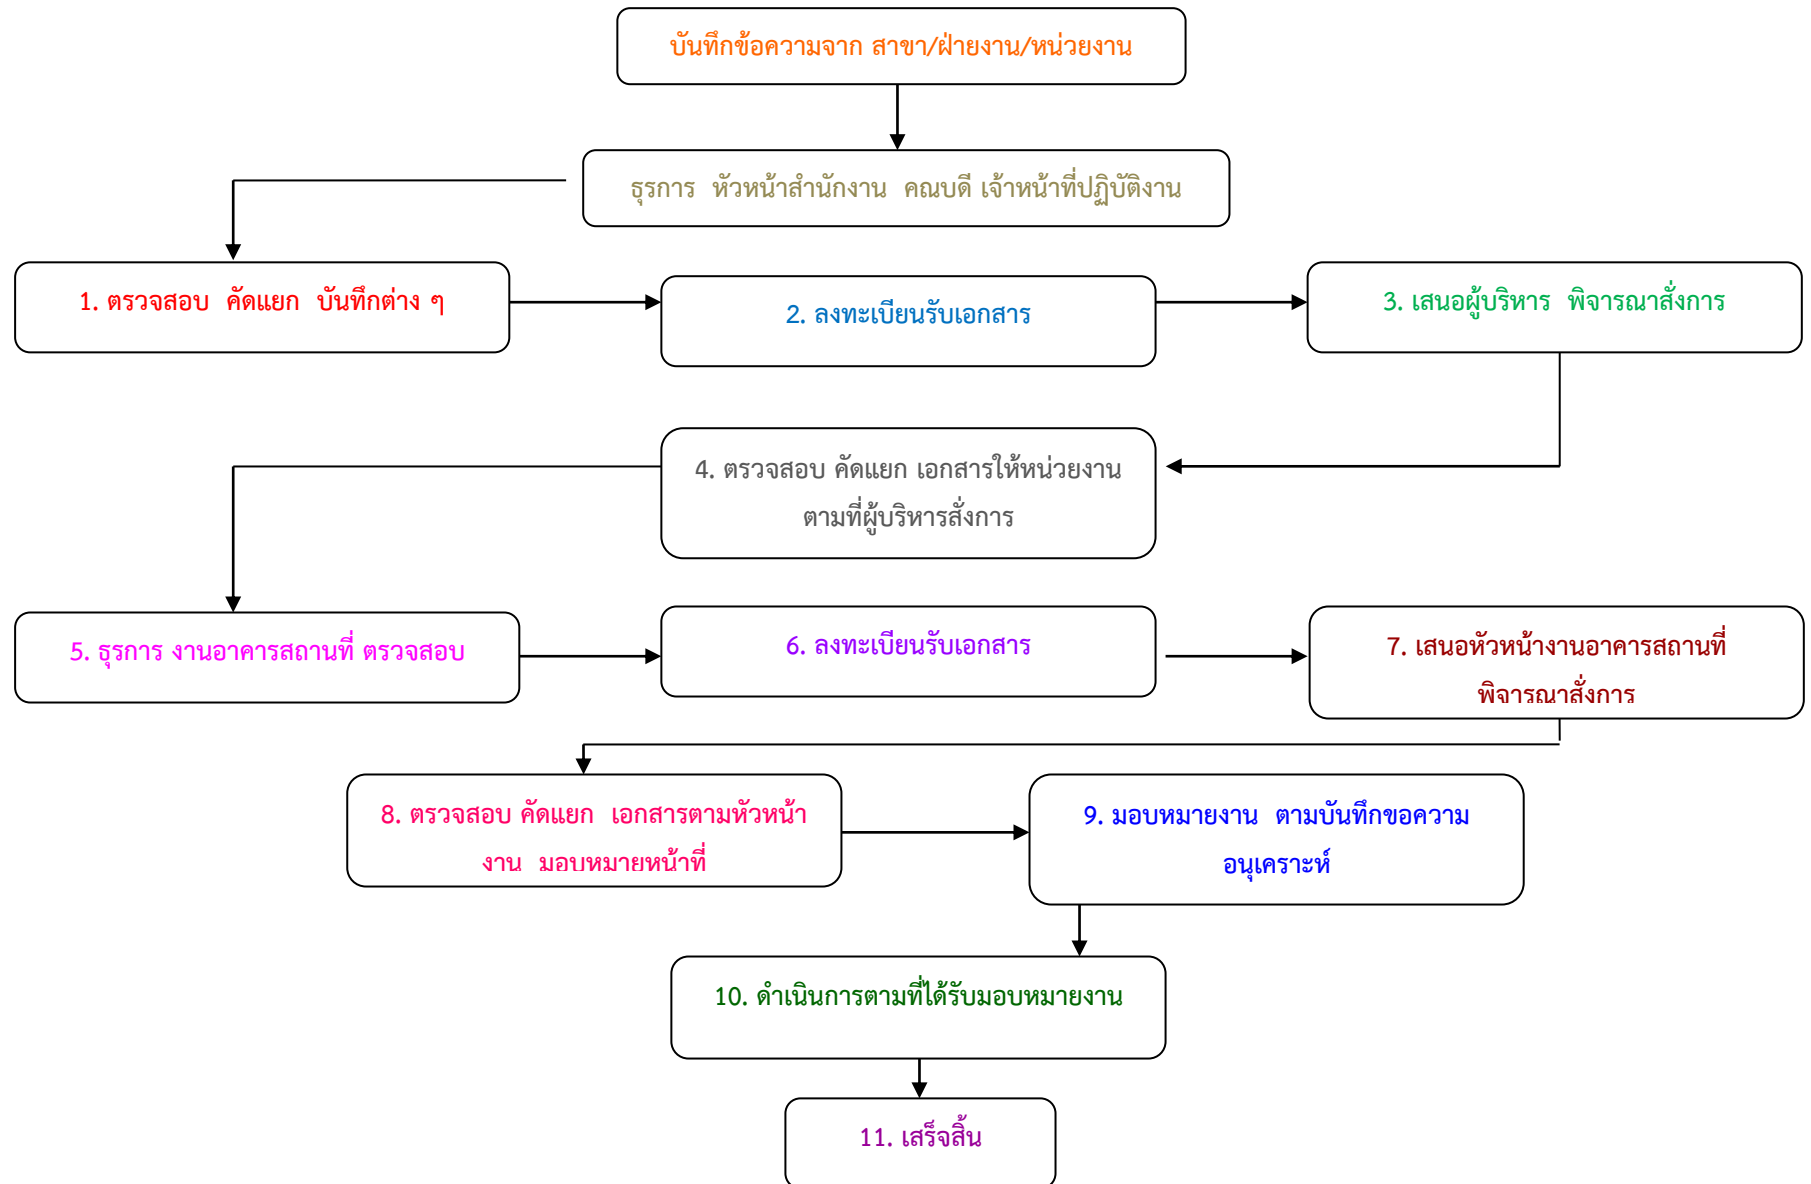 บันทึกข้อความจาก สาขา/ฝ่ายงาน/หน่วยงาน
ธุรการ หัวหน้าสำนักงาน คณบดี เจ้าหน้าที่ปฏิบัติงาน
1. ตรวจสอบ คัดแยก บันทึกต่าง ๆ
2. ลงทะเบียนรับเอกสาร
3. เสนอผู้บริหาร พิจารณาสั่งการ
4. ตรวจสอบ คัดแยก เอกสารให้หน่วยงาน
ตามที่ผู้บริหารสั่งการ
5. ธุรการ งานอาคารสถานที่ ตรวจสอบ
6. ลงทะเบียนรับเอกสาร
7. เสนอหัวหน้างานอาคารสถานที่
พิจารณาสั่งการ
8. ตรวจสอบ คัดแยก เอกสารตามหัวหน้า
งาน มอบหมายหน้าที่
9. มอบหมายงาน ตามบันทึกขอความ
อนุเคราะห์
10. ดำเนินการตามที่ได้รับมอบหมายงาน
11. เสร็จสิ้น